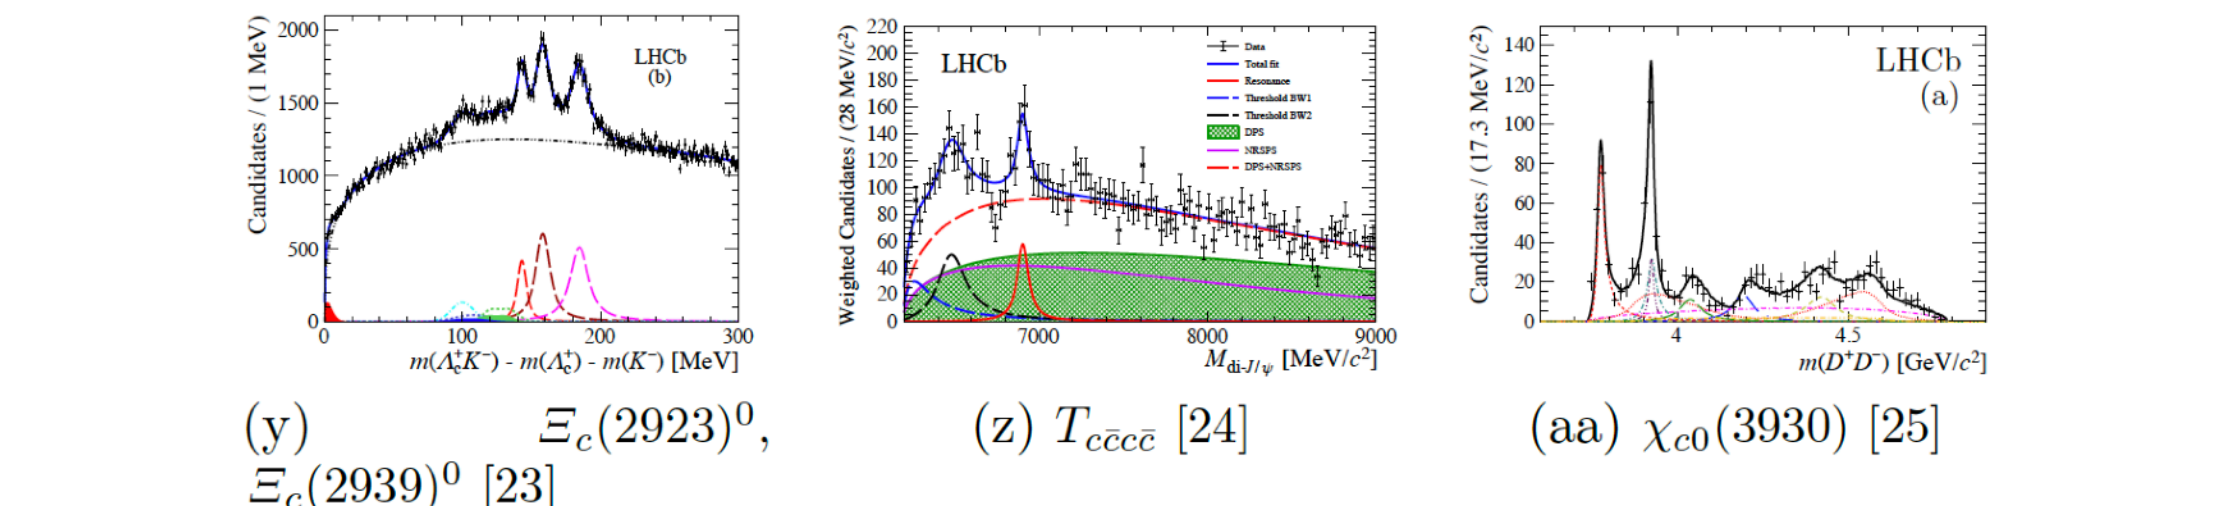 Candidates / (1 MeV)
2000
1500
1000
500
0
LHCb
(b)
0 100 200 300
m(Λc⁺K⁻) - m(Λc⁺) - m(K⁻) [MeV]
(y) Ξc(2923)⁰,
Ξc(2939)⁰ [23]
Weighted Candidates / (28 MeV/c²)
220
200
180
160
140
120
100
80
60
40
20
0
LHCb
Data
Total fit
Resonance
Threshold BW1
Threshold BW2
DPS
NRSPS
DPS+NRSPS
7000 8000 9000
M_di-J/ψ [MeV/c²]
(z) T_cc̄cc̄ [24]
Candidates / (17.3 MeV/c²)
140
120
100
80
60
40
20
0
LHCb
(a)
4 4.5
m(D⁺D⁻) [GeV/c²]
(aa) χc0(3930) [25]